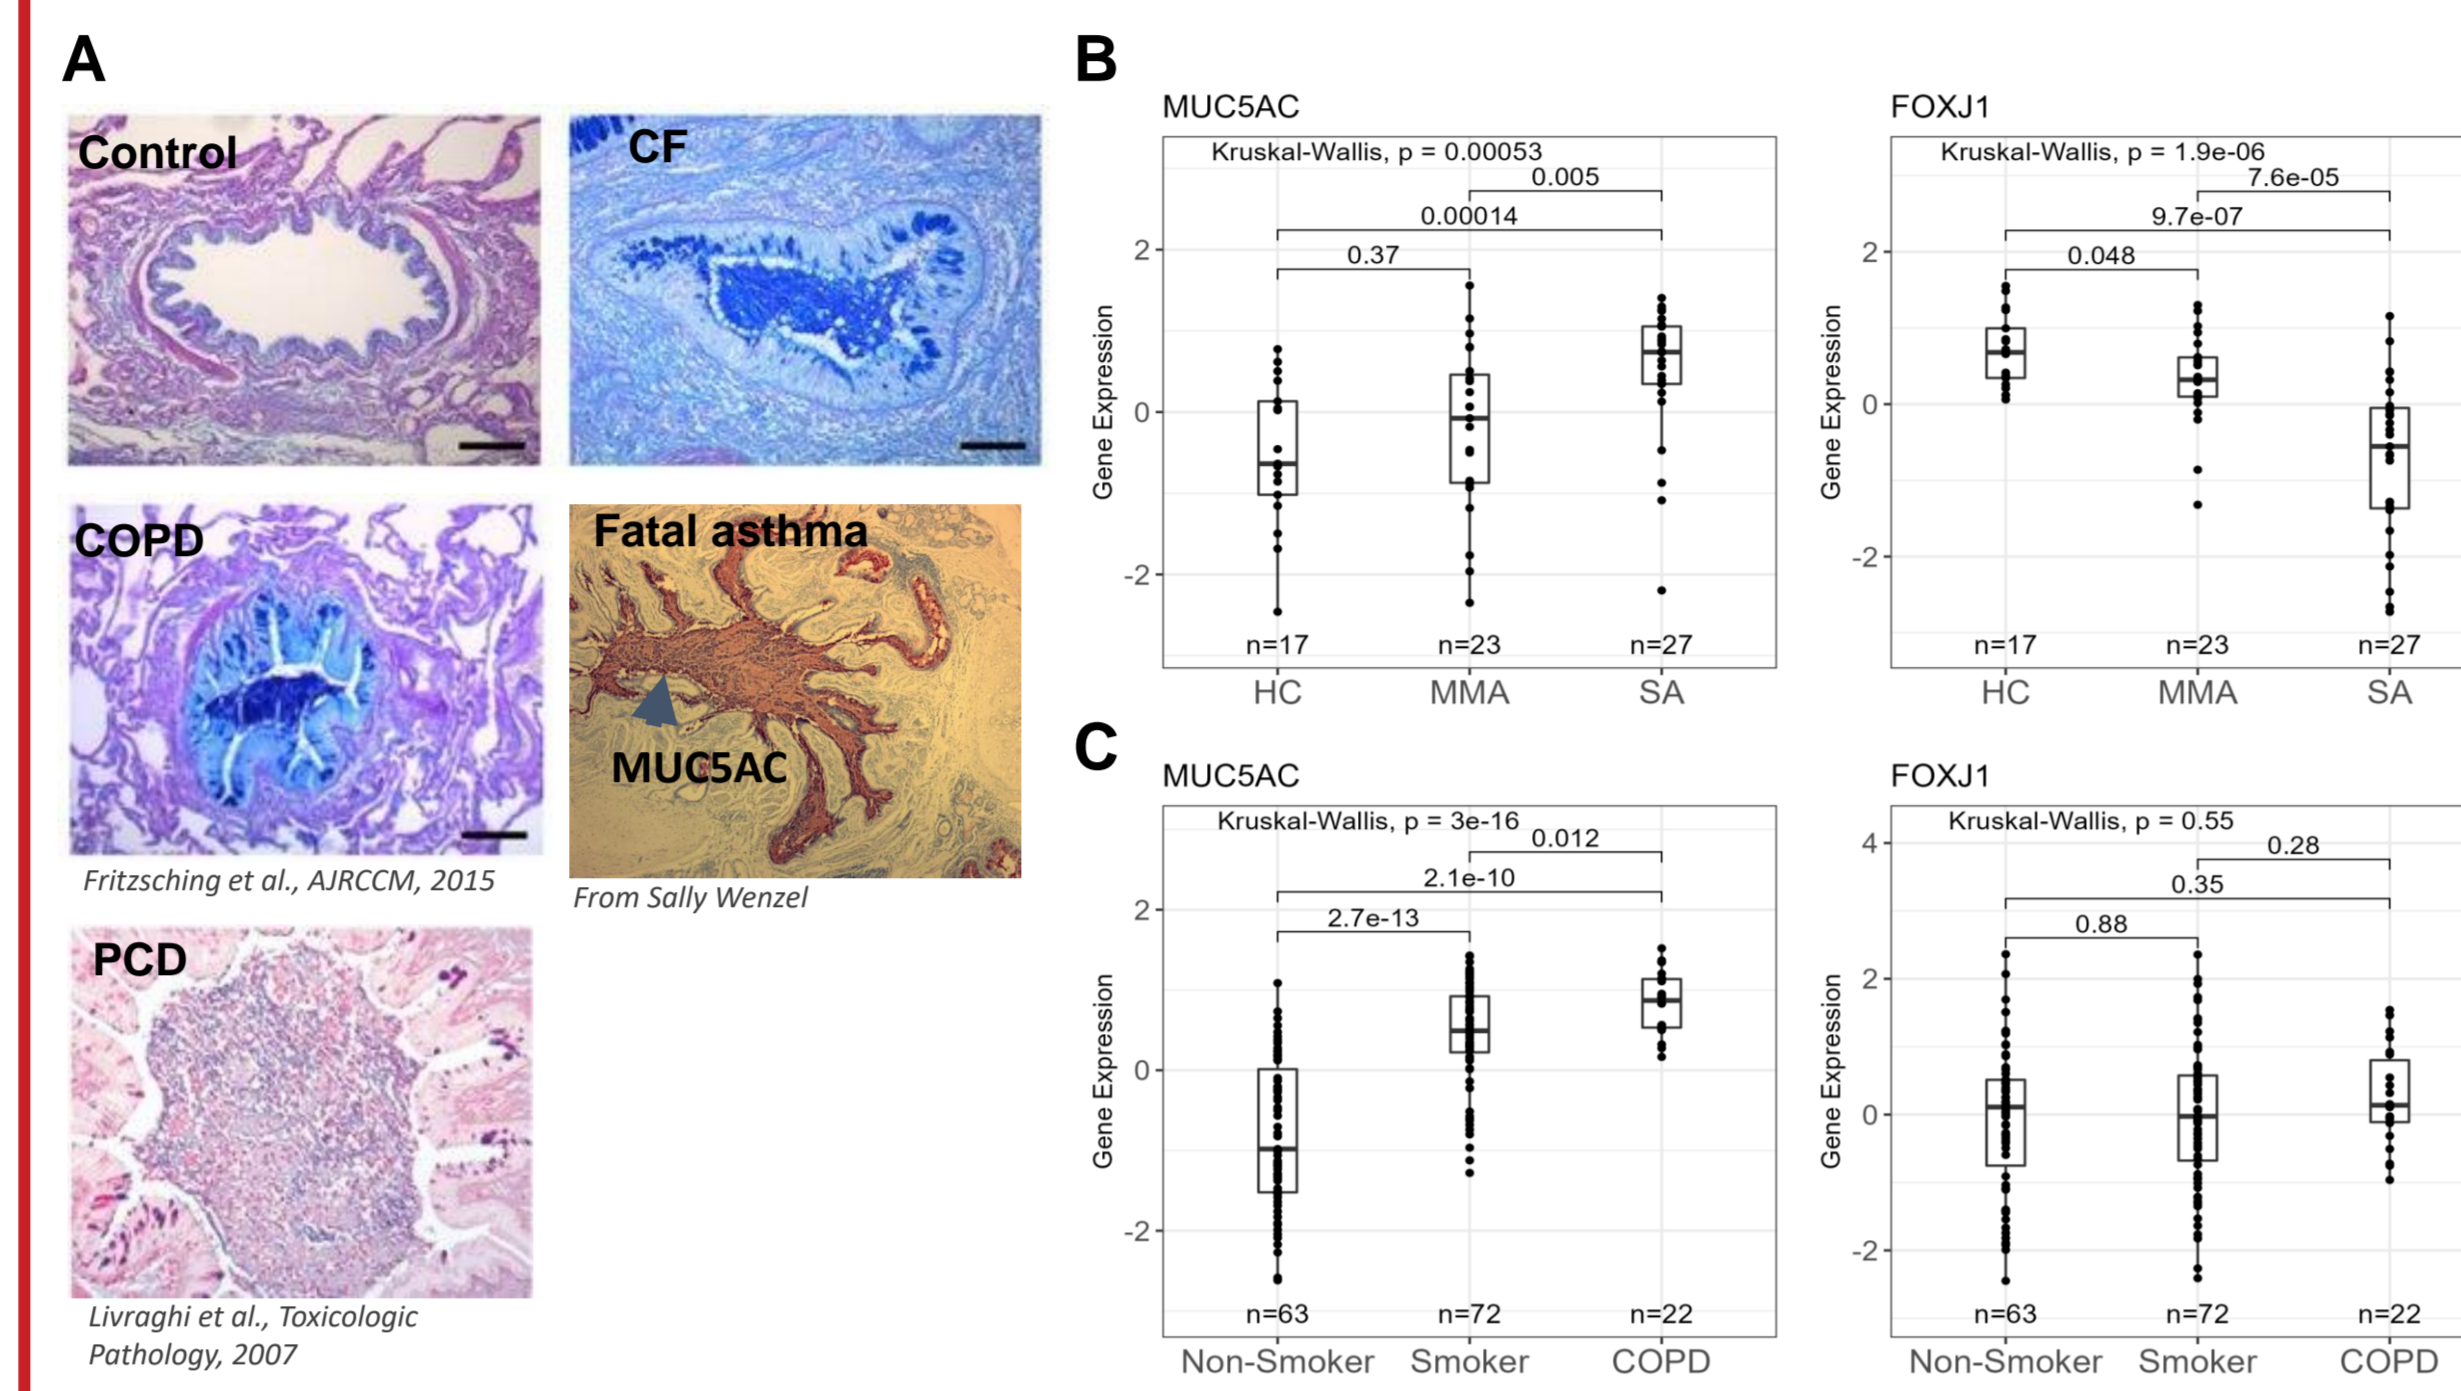 A
Control
CF
COPD
Fatal asthma
MUC5AC
Fritzsching et al., AJRCCM, 2015
From Sally Wenzel
PCD
Livraghi et al., Toxicologic
Pathology, 2007
B
MUC5AC
Kruskal-Wallis, p = 0.00053
0.005
0.00014
0.37
2
0
-2
Gene Expression
n=17
n=23
n=27
HC
MMA
SA
FOXJ1
Kruskal-Wallis, p = 1.9e-06
7.6e-05
9.7e-07
0.048
2
0
-2
Gene Expression
n=17
n=23
n=27
HC
MMA
SA
C
MUC5AC
Kruskal-Wallis, p = 3e-16
0.012
2.1e-10
2.7e-13
2
0
-2
Gene Expression
n=63
n=72
n=22
Non-Smoker
Smoker
COPD
FOXJ1
Kruskal-Wallis, p = 0.55
0.28
0.35
0.88
4
2
0
-2
Gene Expression
n=63
n=72
n=22
Non-Smoker
Smoker
COPD